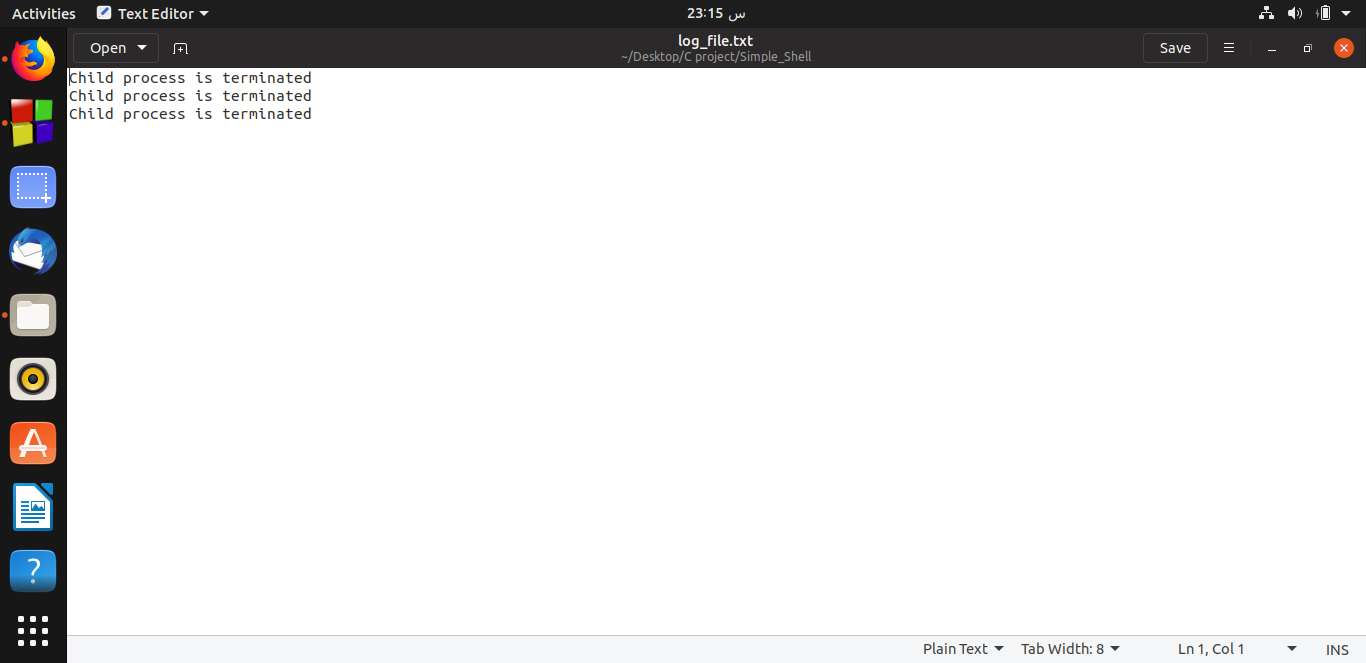 Activities
Text Editor
23:15 س
Open
log_file.txt
~/Desktop/C project/Simple_Shell
Save
Child process is terminated
Child process is terminated
Child process is terminated
?
Plain Text
Tab Width: 8
Ln 1, Col 1
INS